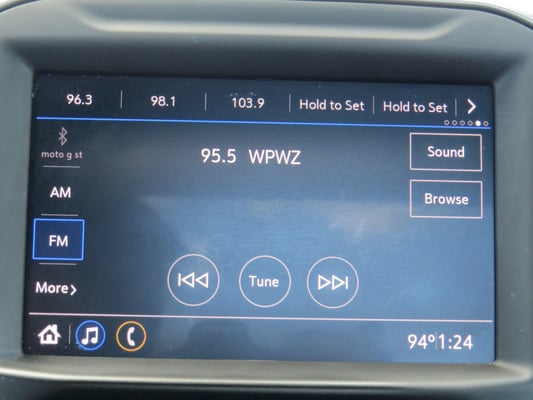 96.3 98.1 103.9 Hold to Set Hold to Set
moto g st
95.5 WPWZ
Sound
AM
Browse
FM
Tune
More
94° 1:24